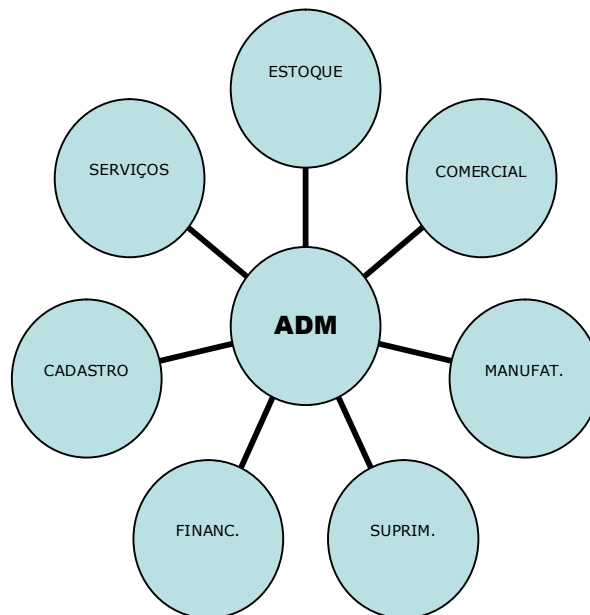 ESTOQUE
SERVIÇOS
COMERCIAL
ADM
CADASTRO
MANUFAT.
FINANC.
SUPRIM.